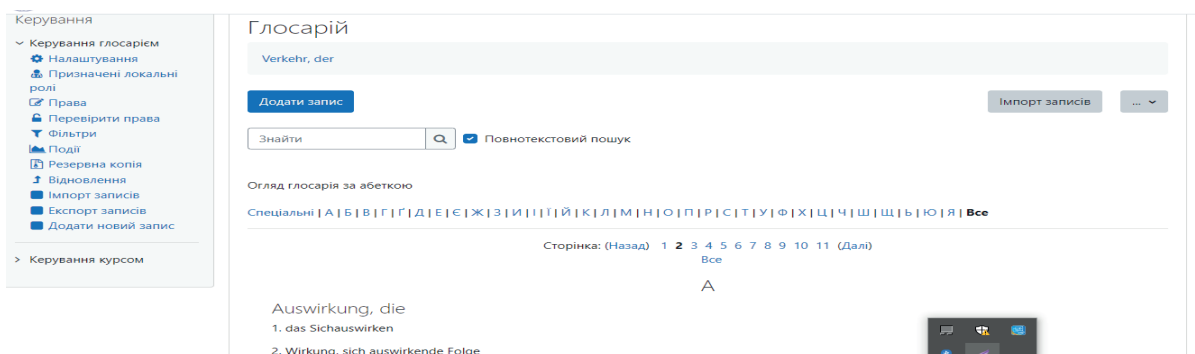 Керування
Керування глосарієм
Налаштування
Призначені локальні
ролі
Права
Перевірити права
Фільтри
Події
Резервна копія
Відновлення
Імпорт записів
Експорт записів
Додати новий запис
Керування курсом
Глосарій
Verkehr, der
Додати запис
Імпорт записів
...
Знайти
Повнотекстовий пошук
Огляд глосарія за абеткою
Спеціальні | А | Б | В | Г | Ґ | Д | Е | Є | Ж | З | И | І | Ї | Й | К | Л | М | Н | О | П | Р | С | Т | У | Ф | Х | Ц | Ч | Ш | Щ | Ь | Ю | Я | Все
Сторінка: (Назад) 1 2 3 4 5 6 7 8 9 10 11 (Далі)
Все
A
Auswirkung, die
1. das Sichauswirken
2. Wirkung, sich auswirkende Folge